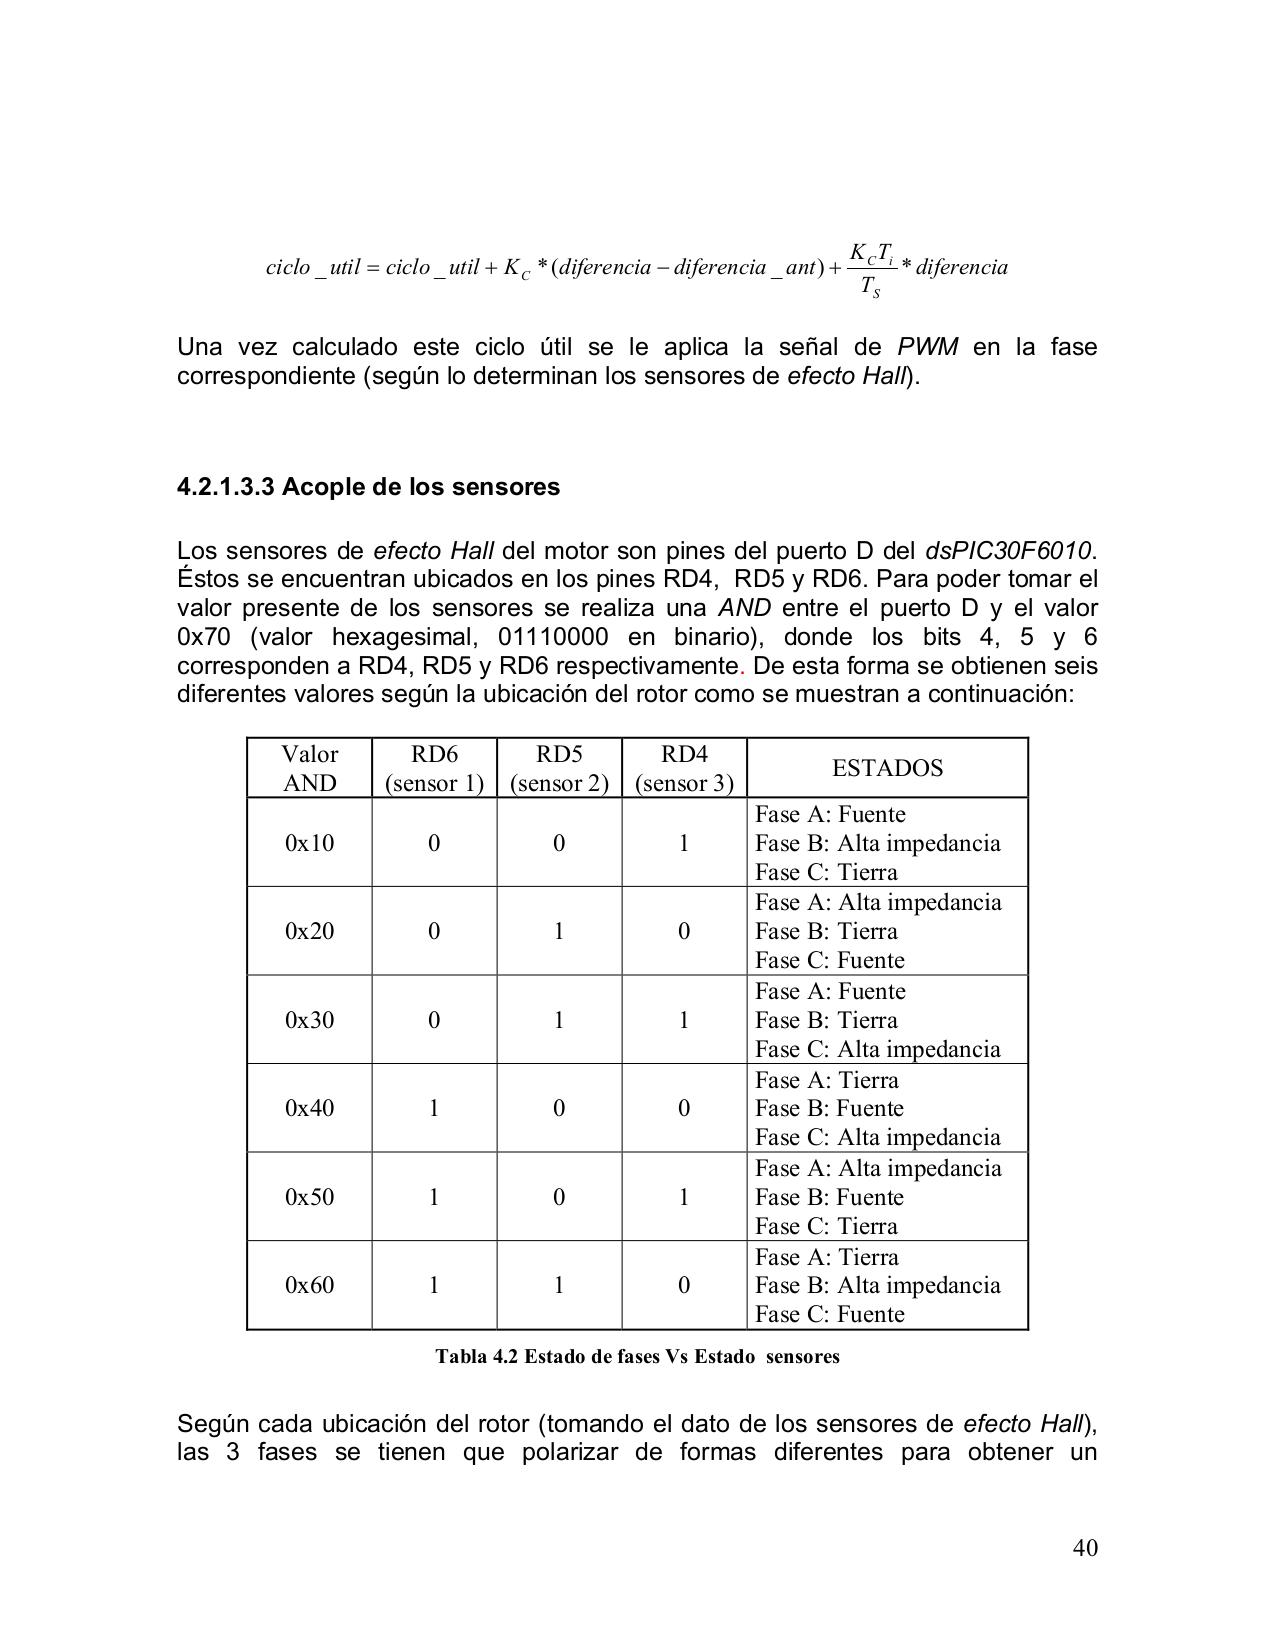 ciclo _ util = ciclo _ util + K_C * (diferencia − diferencia _ ant) + \frac{K_C T_i}{T_S} * diferencia
Una vez calculado este ciclo útil se le aplica la señal de PWM en la fase
correspondiente (según lo determinan los sensores de efecto Hall).
4.2.1.3.3 Acople de los sensores
Los sensores de efecto Hall del motor son pines del puerto D del dsPIC30F6010.
Éstos se encuentran ubicados en los pines RD4, RD5 y RD6. Para poder tomar el
valor presente de los sensores se realiza una AND entre el puerto D y el valor
0x70 (valor hexagesimal, 01110000 en binario), donde los bits 4, 5 y 6
corresponden a RD4, RD5 y RD6 respectivamente. De esta forma se obtienen seis
diferentes valores según la ubicación del rotor como se muestran a continuación:
Valor AND
RD6 (sensor 1)
RD5 (sensor 2)
RD4 (sensor 3)
ESTADOS
0x10 0 0 1
Fase A: Fuente
Fase B: Alta impedancia
Fase C: Tierra
0x20 0 1 0
Fase A: Alta impedancia
Fase B: Tierra
Fase C: Fuente
0x30 0 1 1
Fase A: Fuente
Fase B: Tierra
Fase C: Alta impedancia
0x40 1 0 0
Fase A: Tierra
Fase B: Fuente
Fase C: Alta impedancia
0x50 1 0 1
Fase A: Alta impedancia
Fase B: Fuente
Fase C: Tierra
0x60 1 1 0
Fase A: Tierra
Fase B: Alta impedancia
Fase C: Fuente
Tabla 4.2 Estado de fases Vs Estado sensores
Según cada ubicación del rotor (tomando el dato de los sensores de efecto Hall),
las 3 fases se tienen que polarizar de formas diferentes para obtener un
40